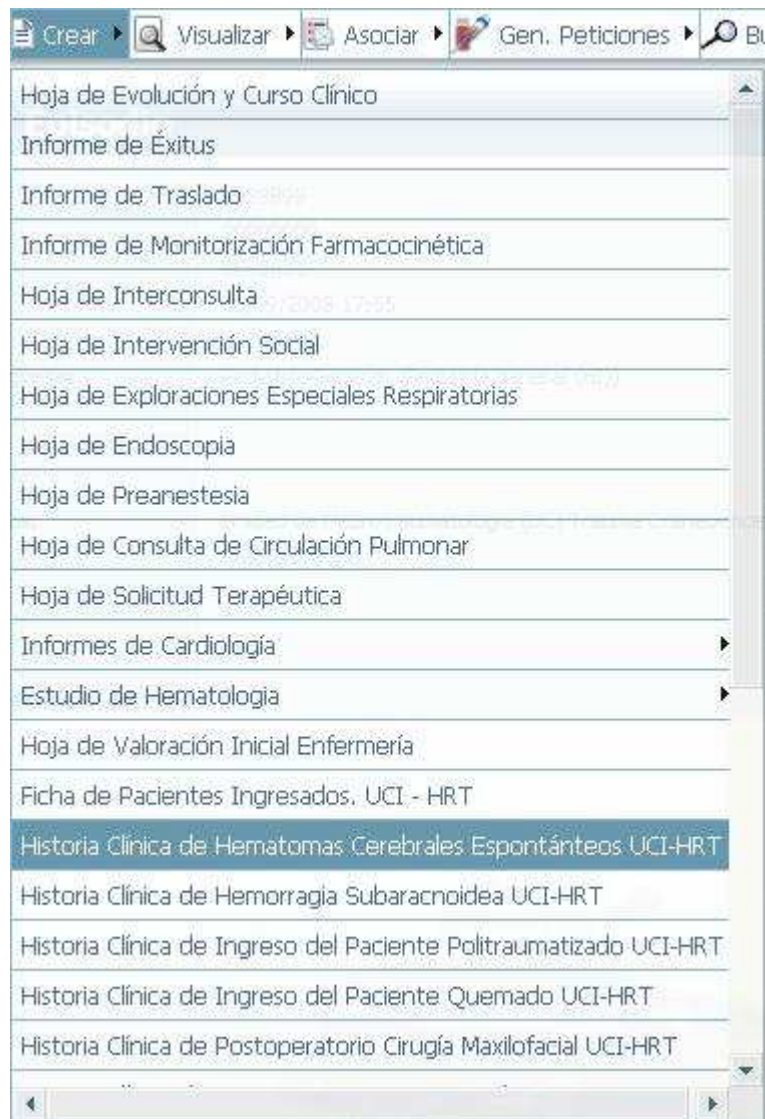 Crear Visualizar Asociar Gen. Peticiones
Hoja de Evolución y Curso Clínico
Informe de Éxitus
Informe de Traslado
Informe de Monitorización Farmacocinética
Hoja de Interconsulta
Hoja de Intervención Social
Hoja de Exploraciones Especiales Respiratorias
Hoja de Endoscopia
Hoja de Preanestesia
Hoja de Consulta de Circulación Pulmonar
Hoja de Solicitud Terapéutica
Informes de Cardiología
Estudio de Hematologia
Hoja de Valoración Inicial Enfermería
Ficha de Pacientes Ingresados. UCI - HRT
Historia Clínica de Hematomas Cerebrales Espontánteos UCI-HRT
Historia Clínica de Hemorragia Subaracnoidea UCI-HRT
Historia Clínica de Ingreso del Paciente Politraumatizado UCI-HRT
Historia Clínica de Ingreso del Paciente Quemado UCI-HRT
Historia Clínica de Postoperatorio Cirugía Maxilofacial UCI-HRT